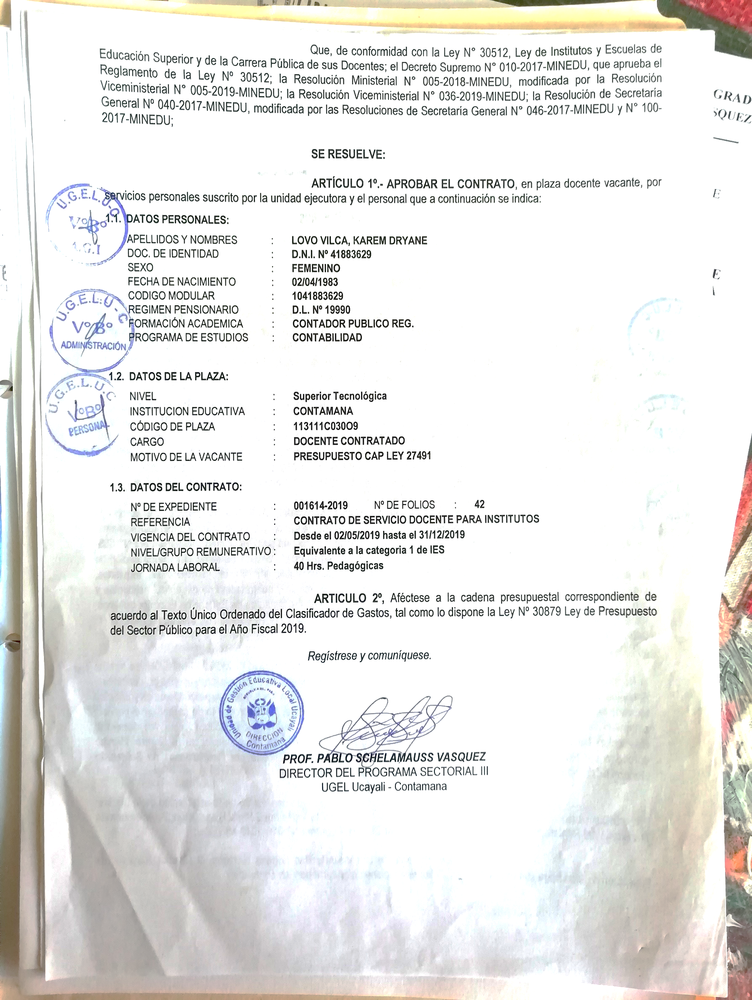 Que, de conformidad con la Ley N° 30512, Ley de Institutos y Escuelas de
Educación Superior y de la Carrera Pública de sus Docentes; el Decreto Supremo N° 010-2017-MINEDU, que aprueba el
Reglamento de la Ley Nº 30512; la Resolución Ministerial N° 005-2018-MINEDU, modificada por la Resolución
Viceministerial N° 005-2019-MINEDU; la Resolución Viceministerial N° 036-2019-MINEDU; la Resolución de Secretaría
General Nº 040-2017-MINEDU, modificada por las Resoluciones de Secretaría General N° 046-2017-MINEDU y N° 100-
2017-MINEDU;
SE RESUELVE:
ARTÍCULO 1º.- APROBAR EL CONTRATO, en plaza docente vacante, por
servicios personales suscrito por la unidad ejecutora y el personal que a continuación se indica:
1.1. DATOS PERSONALES:
APELLIDOS Y NOMBRES : LOVO VILCA, KAREM DRYANE
DOC. DE IDENTIDAD : D.N.I. Nº 41883629
SEXO : FEMENINO
FECHA DE NACIMIENTO : 02/04/1983
CODIGO MODULAR : 1041883629
REGIMEN PENSIONARIO : D.L. Nº 19990
FORMACIÓN ACADEMICA : CONTADOR PUBLICO REG.
PROGRAMA DE ESTUDIOS : CONTABILIDAD
1.2. DATOS DE LA PLAZA:
NIVEL : Superior Tecnológica
INSTITUCION EDUCATIVA : CONTAMANA
CÓDIGO DE PLAZA : 113111C030O9
CARGO : DOCENTE CONTRATADO
MOTIVO DE LA VACANTE : PRESUPUESTO CAP LEY 27491
1.3. DATOS DEL CONTRATO:
Nº DE EXPEDIENTE : 001614-2019 Nº DE FOLIOS : 42
REFERENCIA : CONTRATO DE SERVICIO DOCENTE PARA INSTITUTOS
VIGENCIA DEL CONTRATO : Desde el 02/05/2019 hasta el 31/12/2019
NIVEL/GRUPO REMUNERATIVO : Equivalente a la categoria 1 de IES
JORNADA LABORAL : 40 Hrs. Pedagógicas
ARTICULO 2º, Aféctese a la cadena presupuestal correspondiente de
acuerdo al Texto Único Ordenado del Clasificador de Gastos, tal como lo dispone la Ley Nº 30879 Ley de Presupuesto
del Sector Público para el Año Fiscal 2019.
Regístrese y comuníquese.
PROF. PABLO SCHELAMAUSS VASQUEZ
DIRECTOR DEL PROGRAMA SECTORIAL III
UGEL Ucayali - Contamana
U.G.E.L.U-C
VºBº
A.G.I
U.G.E.L.U-C
VºBº
ADMINISTRACIÓN
U.G.E.L.U.C
VºBº
PERSONAL
Unidad de Gestión Educativa Local Ucayali
DIRECCION
Contamana
GRAD
SQUEZ
E
E